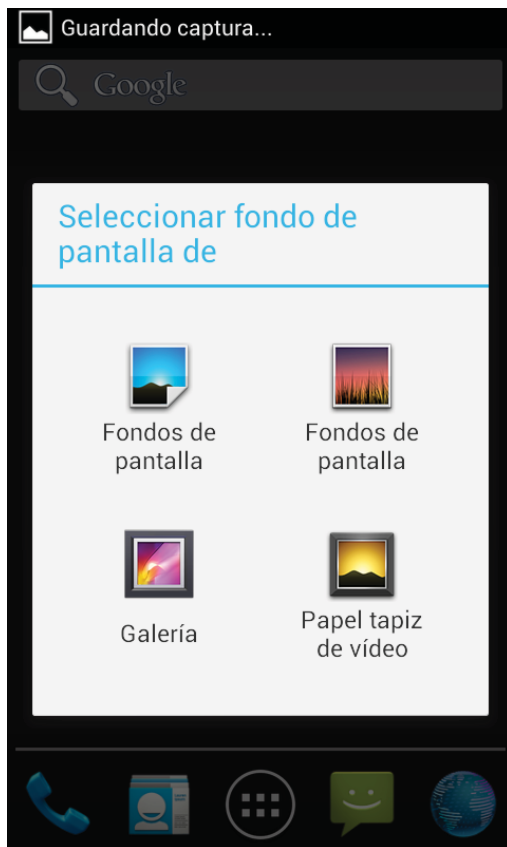 Guardando captura...
Google
Seleccionar fondo de
pantalla de
Fondos de
pantalla
Fondos de
pantalla
Galería
Papel tapiz
de vídeo